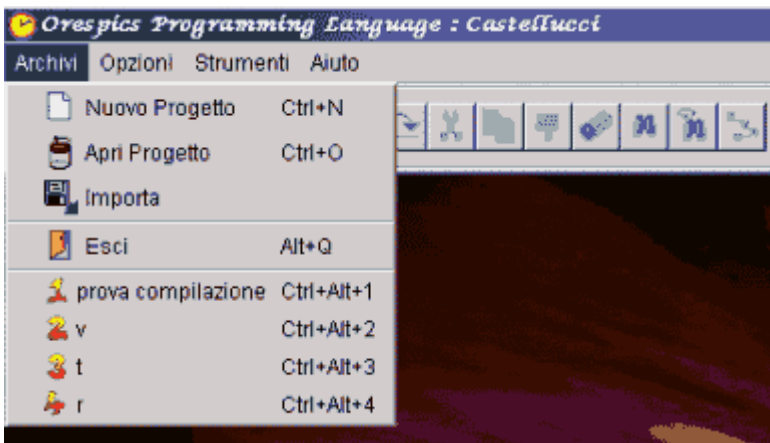 Orespics Programming Language : Castellucci
Archivi Opzioni Strumenti Aiuto
Nuovo Progetto Ctrl+N
Apri Progetto Ctrl+O
Importa
Esci Alt+Q
prova compilazione Ctrl+Alt+1
v Ctrl+Alt+2
t Ctrl+Alt+3
r Ctrl+Alt+4